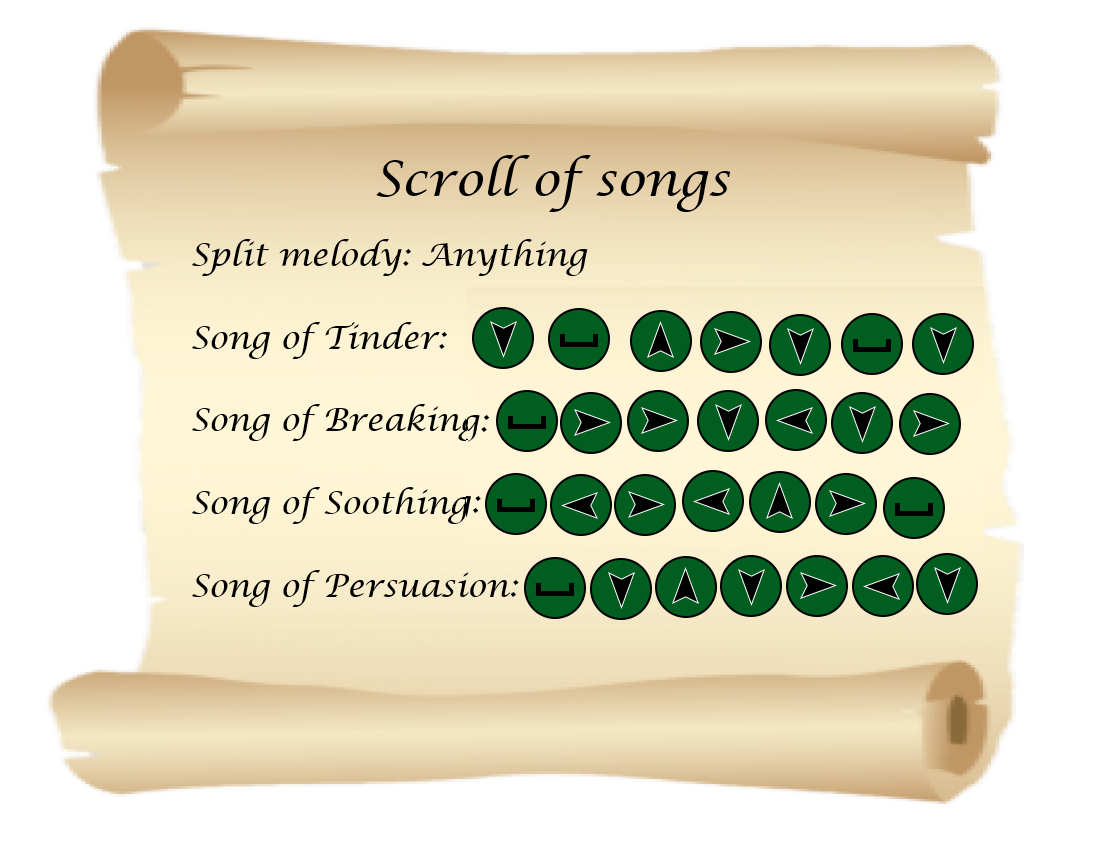 Scroll of songs
Split melody: Anything
Song of Tinder:
Song of Breaking:
Song of Soothing:
Song of Persuasion: